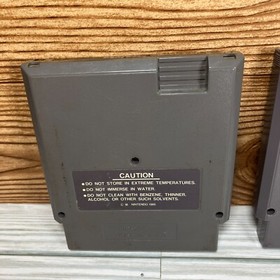 CAUTION
●DO NOT STORE IN EXTREME TEMPERATURES.
●DO NOT IMMERSE IN WATER.
●DO NOT CLEAN WITH BENZENE, THINNER,
ALCOHOL OR OTHER SUCH SOLVENTS.
NINTENDO